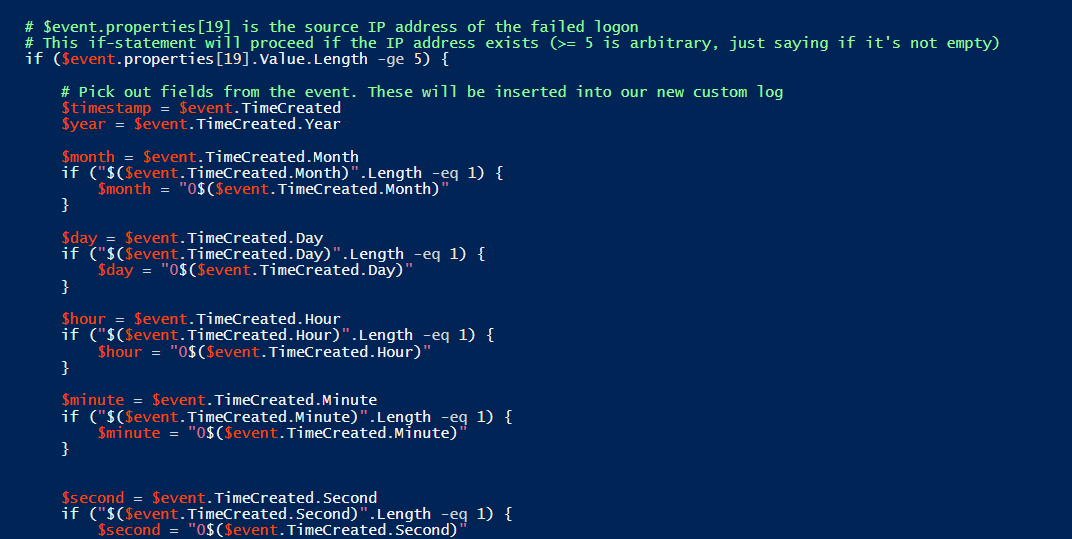 # $event.properties[19] is the source IP address of the failed logon
# This if-statement will proceed if the IP address exists (>= 5 is arbitrary, just saying if it's not empty)
if ($event.properties[19].Value.Length -ge 5) {
# Pick out fields from the event. These will be inserted into our new custom log
$timestamp = $event.TimeCreated
$year = $event.TimeCreated.Year
$month = $event.TimeCreated.Month
if ("$($event.TimeCreated.Month)".Length -eq 1) {
$month = "0$($event.TimeCreated.Month)"
}
$day = $event.TimeCreated.Day
if ("$($event.TimeCreated.Day)".Length -eq 1) {
$day = "0$($event.TimeCreated.Day)"
}
$hour = $event.TimeCreated.Hour
if ("$($event.TimeCreated.Hour)".Length -eq 1) {
$hour = "0$($event.TimeCreated.Hour)"
}
$minute = $event.TimeCreated.Minute
if ("$($event.TimeCreated.Minute)".Length -eq 1) {
$minute = "0$($event.TimeCreated.Minute)"
}
$second = $event.TimeCreated.Second
if ("$($event.TimeCreated.Second)".Length -eq 1) {
$second = "0$($event.TimeCreated.Second)"